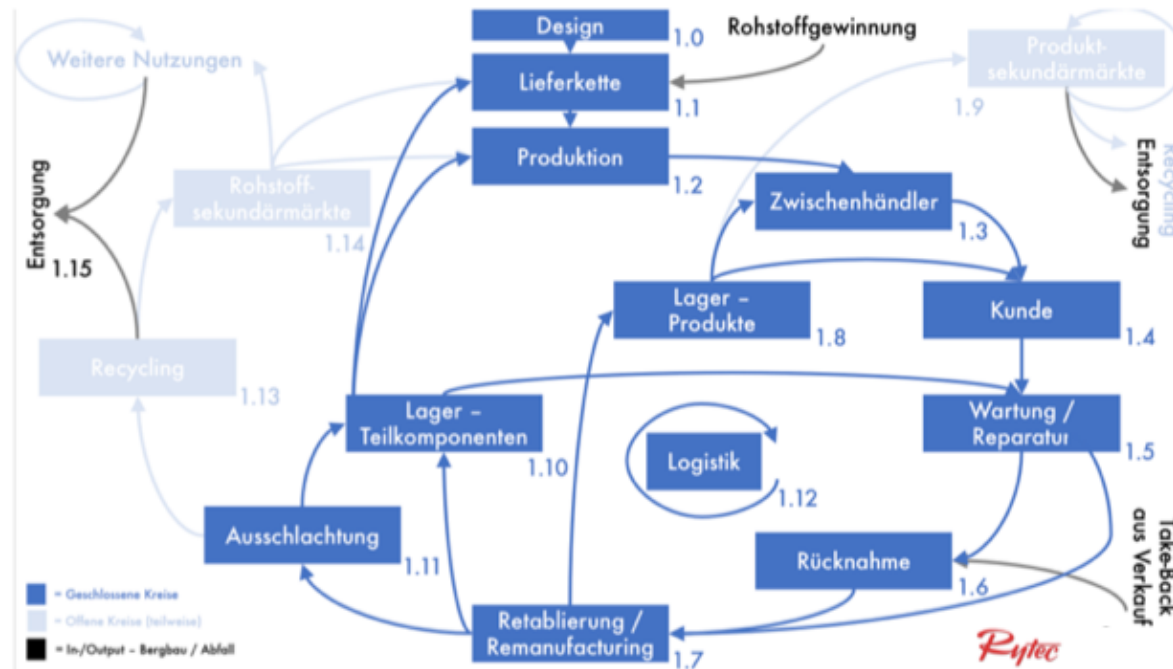 Design
1.0
Rohstoffgewinnung
Weitere Nutzungen
Lieferkette
1.1
Produkt-
sekundärmärkte
1.9
Produktion
1.2
Rohstoff-
sekundärmärkte
1.14
Zwischenhändler
1.3
Entsorgung
Recycling
Entsorgung
1.15
Lager –
Produkte
1.8
Kunde
1.4
Recycling
1.13
Lager –
Teilkomponenten
1.10
Logistik
1.12
Wartung /
Reparatur
1.5
Ausschlachtung
1.11
Rücknahme
1.6
Take-Back
aus Verkauf
Retablierung /
Remanufacturing
1.7
= Geschlossene Kreise
= Offene Kreise (teilweise)
= In-/Output – Bergbau / Abfall
Rytec